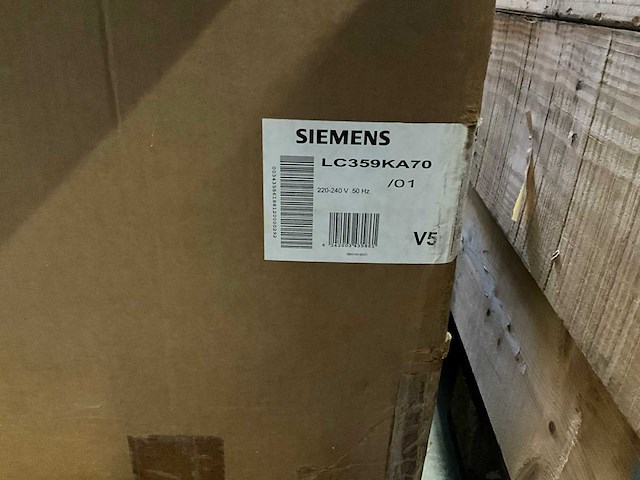 SIEMENS
LC359KA70
/01
220-240 V 50 Hz
V5